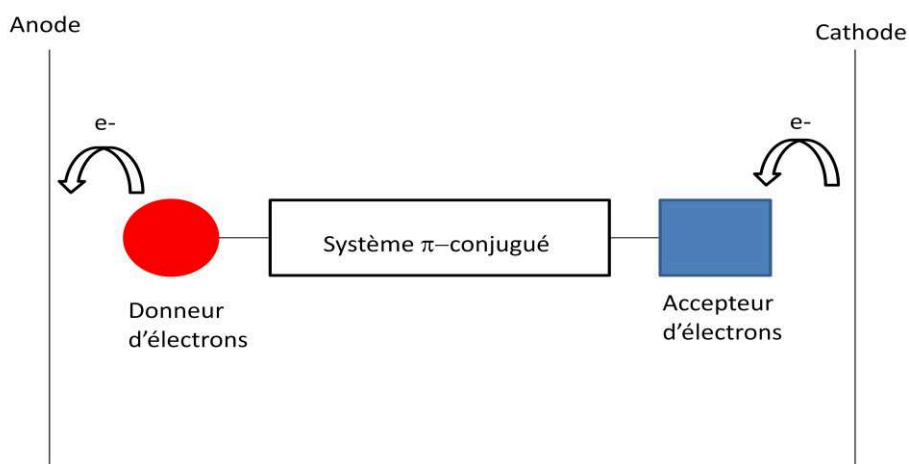 Anode
Cathode
e-
e-
Système π–conjugué
Donneur
d'électrons
Accepteur
d'électrons